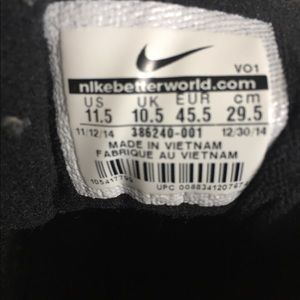 VO1
nikebetterworld.com
US UK EUR cm
11.5 10.5 45.5 29.5
11/12/14 386240-001 12/30/14
MADE IN VIETNAM
FABRIQUE AU VIETNAM
UPC